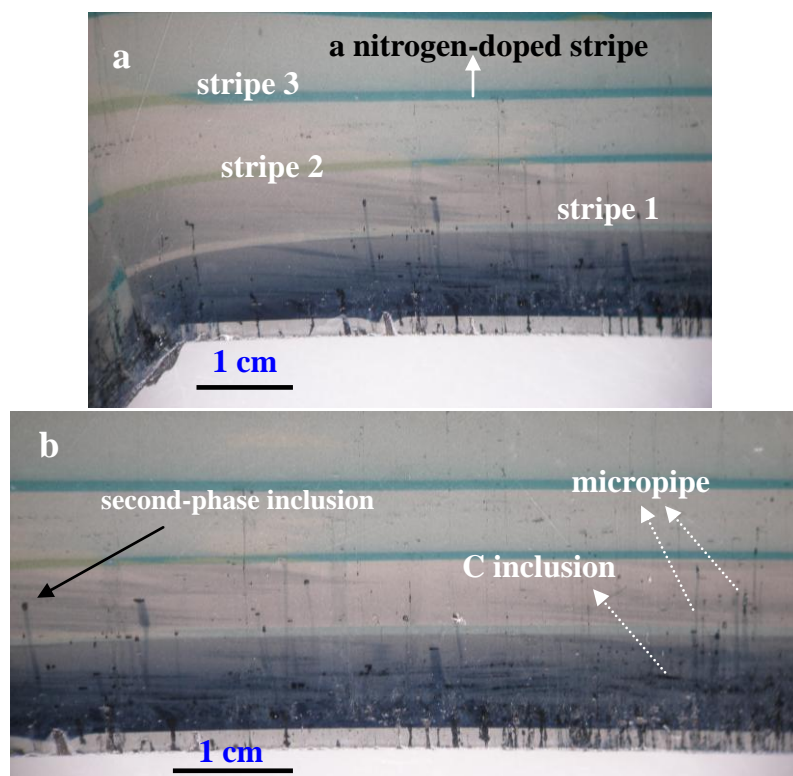 a
a nitrogen-doped stripe
stripe 3
stripe 2
stripe 1
1 cm
b
second-phase inclusion
micropipe
C inclusion
1 cm